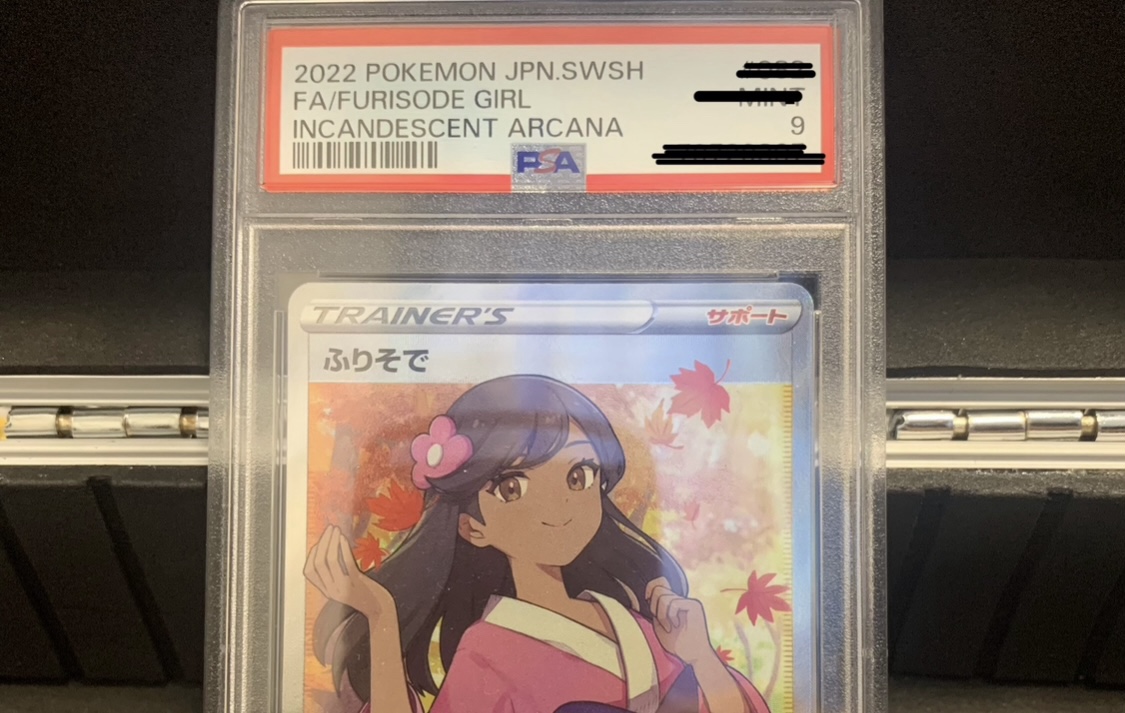 2022 POKEMON JPN.SWSH
FA/FURISODE GIRL
INCANDESCENT ARCANA
MINT
9
PSA
TRAINER'S
サポート
ふりそで